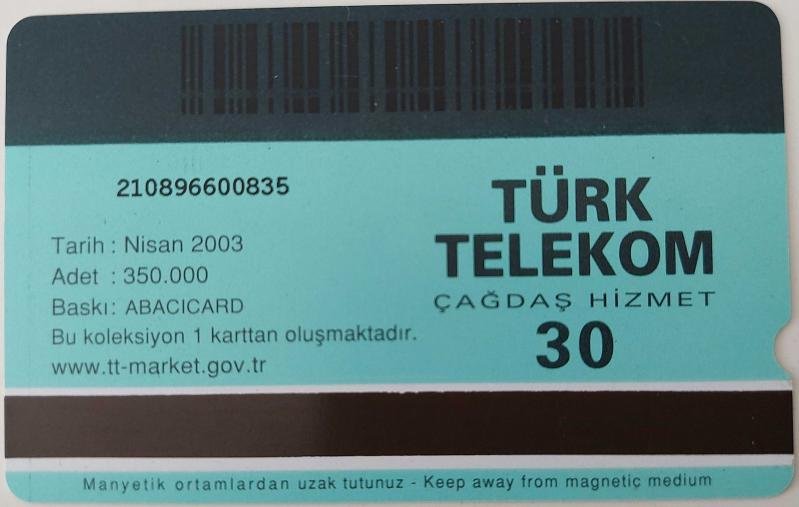 210896600835
Tarih : Nisan 2003
Adet : 350.000
Baskı: ABACICARD
Bu koleksiyon 1 karttan oluşmaktadır.
www.tt-market.gov.tr
TÜRK
TELEKOM
ÇAĞDAŞ HİZMET
30
Manyetik ortamlardan uzak tutunuz - Keep away from magnetic medium